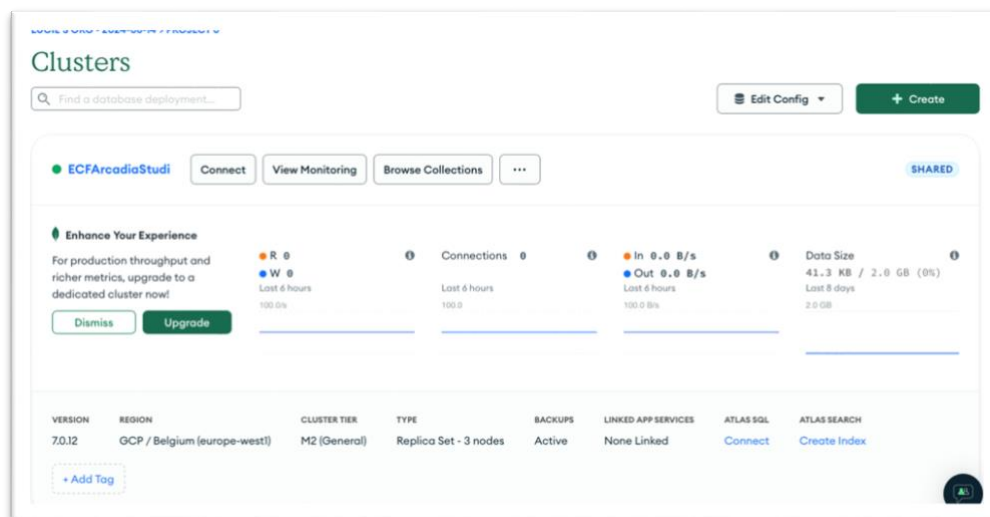 Clusters
Find a database deployment...
Edit Config
+ Create
ECFArcadiaStudi
Connect
View Monitoring
Browse Collections
...
SHARED
Enhance Your Experience
For production throughput and
richer metrics, upgrade to a
dedicated cluster now!
Dismiss
Upgrade
R 0
W 0
Last 6 hours
100.0/s
Connections 0
Last 6 hours
100.0
In 0.0 B/s
Out 0.0 B/s
Last 6 hours
100.0 B/s
Data Size
41.3 KB / 2.0 GB (0%)
Last 8 days
2.0 GB
VERSION REGION CLUSTER TIER TYPE BACKUPS LINKED APP SERVICES ATLAS SQL ATLAS SEARCH
7.0.12 GCP / Belgium (europe-west1) M2 (General) Replica Set - 3 nodes Active None Linked Connect Create Index
+ Add Tag